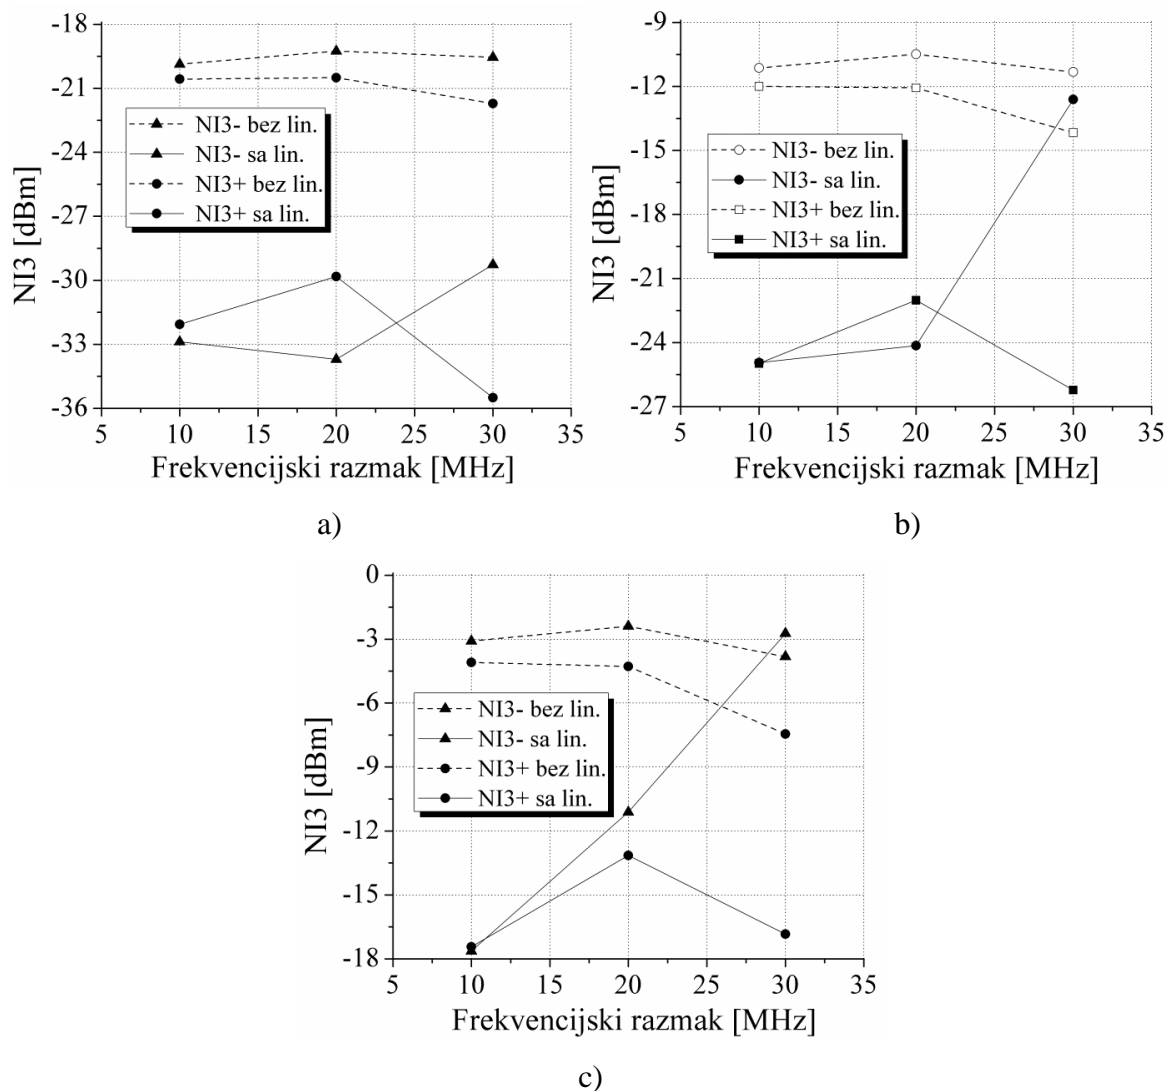 -18
-21
-24
-27
-30
-33
-36
NI3 [dBm]
NI3- bez lin.
NI3- sa lin.
NI3+ bez lin.
NI3+ sa lin.
5 10 15 20 25 30 35
Frekvencijski razmak [MHz]
a)
-9
-12
-15
-18
-21
-24
-27
NI3 [dBm]
NI3- bez lin.
NI3- sa lin.
NI3+ bez lin.
NI3+ sa lin.
5 10 15 20 25 30 35
Frekvencijski razmak [MHz]
b)
0
-3
-6
-9
-12
-15
-18
NI3 [dBm]
NI3- bez lin.
NI3- sa lin.
NI3+ bez lin.
NI3+ sa lin.
5 10 15 20 25 30 35
Frekvencijski razmak [MHz]
c)